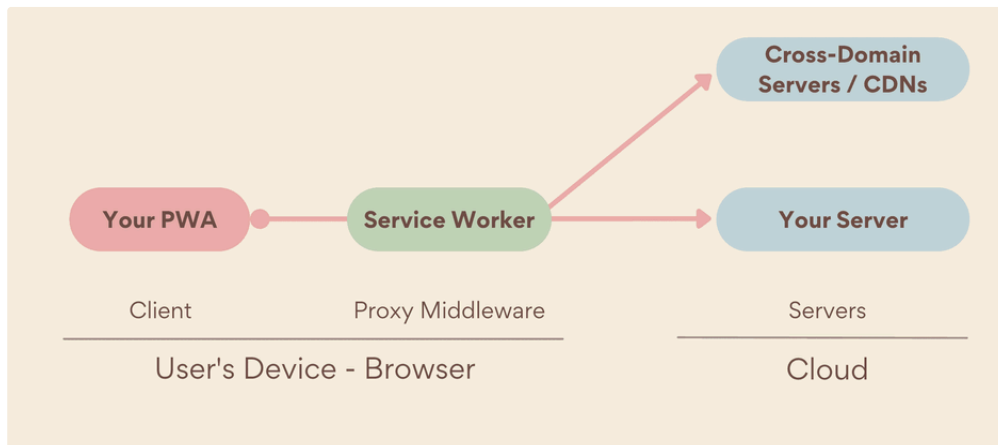 Cross-Domain
Servers / CDNs
Your PWA
Service Worker
Your Server
Client
Proxy Middleware
Servers
User's Device - Browser
Cloud